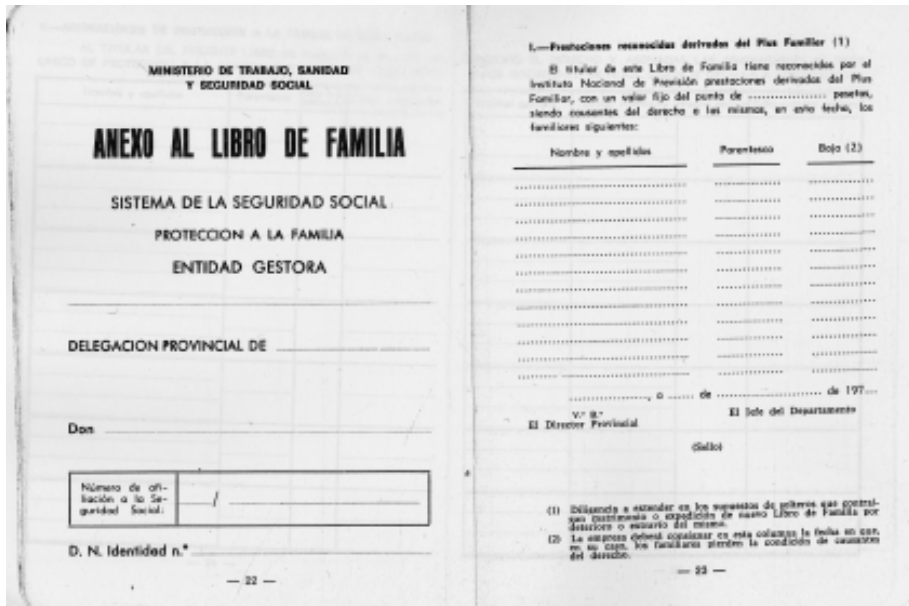 MINISTERIO DE TRABAJO, SANIDAD
Y SEGURIDAD SOCIAL
ANEXO AL LIBRO DE FAMILIA
SISTEMA DE LA SEGURIDAD SOCIAL
PROTECCION A LA FAMILIA
ENTIDAD GESTORA
DELEGACION PROVINCIAL DE
Don
Número de afi-
liación a la Se-
guridad Social:
/
D. N. Identidad n.°
— 22 —
I.—Prestaciones reconocidas derivadas del Plus Familiar (1)
El titular de este Libro de Familia tiene reconocidas por el
Instituto Nacional de Previsión prestaciones derivadas del Plus
Familiar, con un valor fijo del punto de .................. pesetas,
siendo causantes del derecho a las mismas, en esta fecha, los
familiares siguientes:
Nombre y apellidos Parentesco Baja (2)
.................., a ...... de ........................ de 197....
V.° B.° El Jefe del Departamento
El Director Provincial
(Sello)
(1) Diligencia a extender en los supuestos de solteros que contrai-
gan matrimonio o expedición de nuevo Libro de Familia por
deterioro o extravío del mismo.
(2) La empresa deberá consignar en esta columna la fecha en que,
en su caso, los familiares pierden la condición de causantes
del derecho.
— 23 —